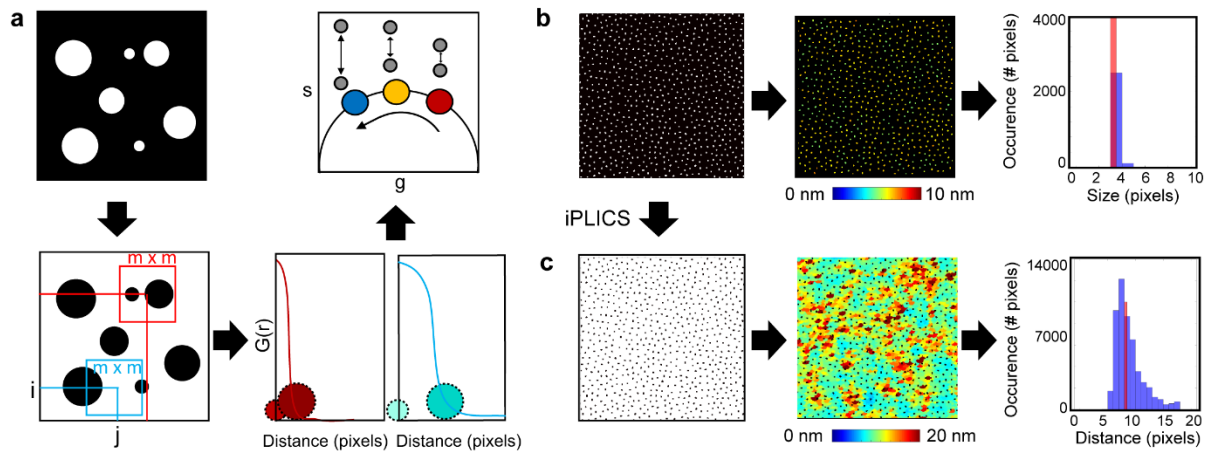 a
s
g
m x m
m x m
i
j
G(r)
Distance (pixels)
Distance (pixels)
b
0 nm
10 nm
Occurence (# pixels)
4000
2000
0
0
2
4
6
8
10
Size (pixels)
iPLICS
c
0 nm
20 nm
Occurence (# pixels)
14000
7000
0
0
5
10
15
20
Distance (pixels)